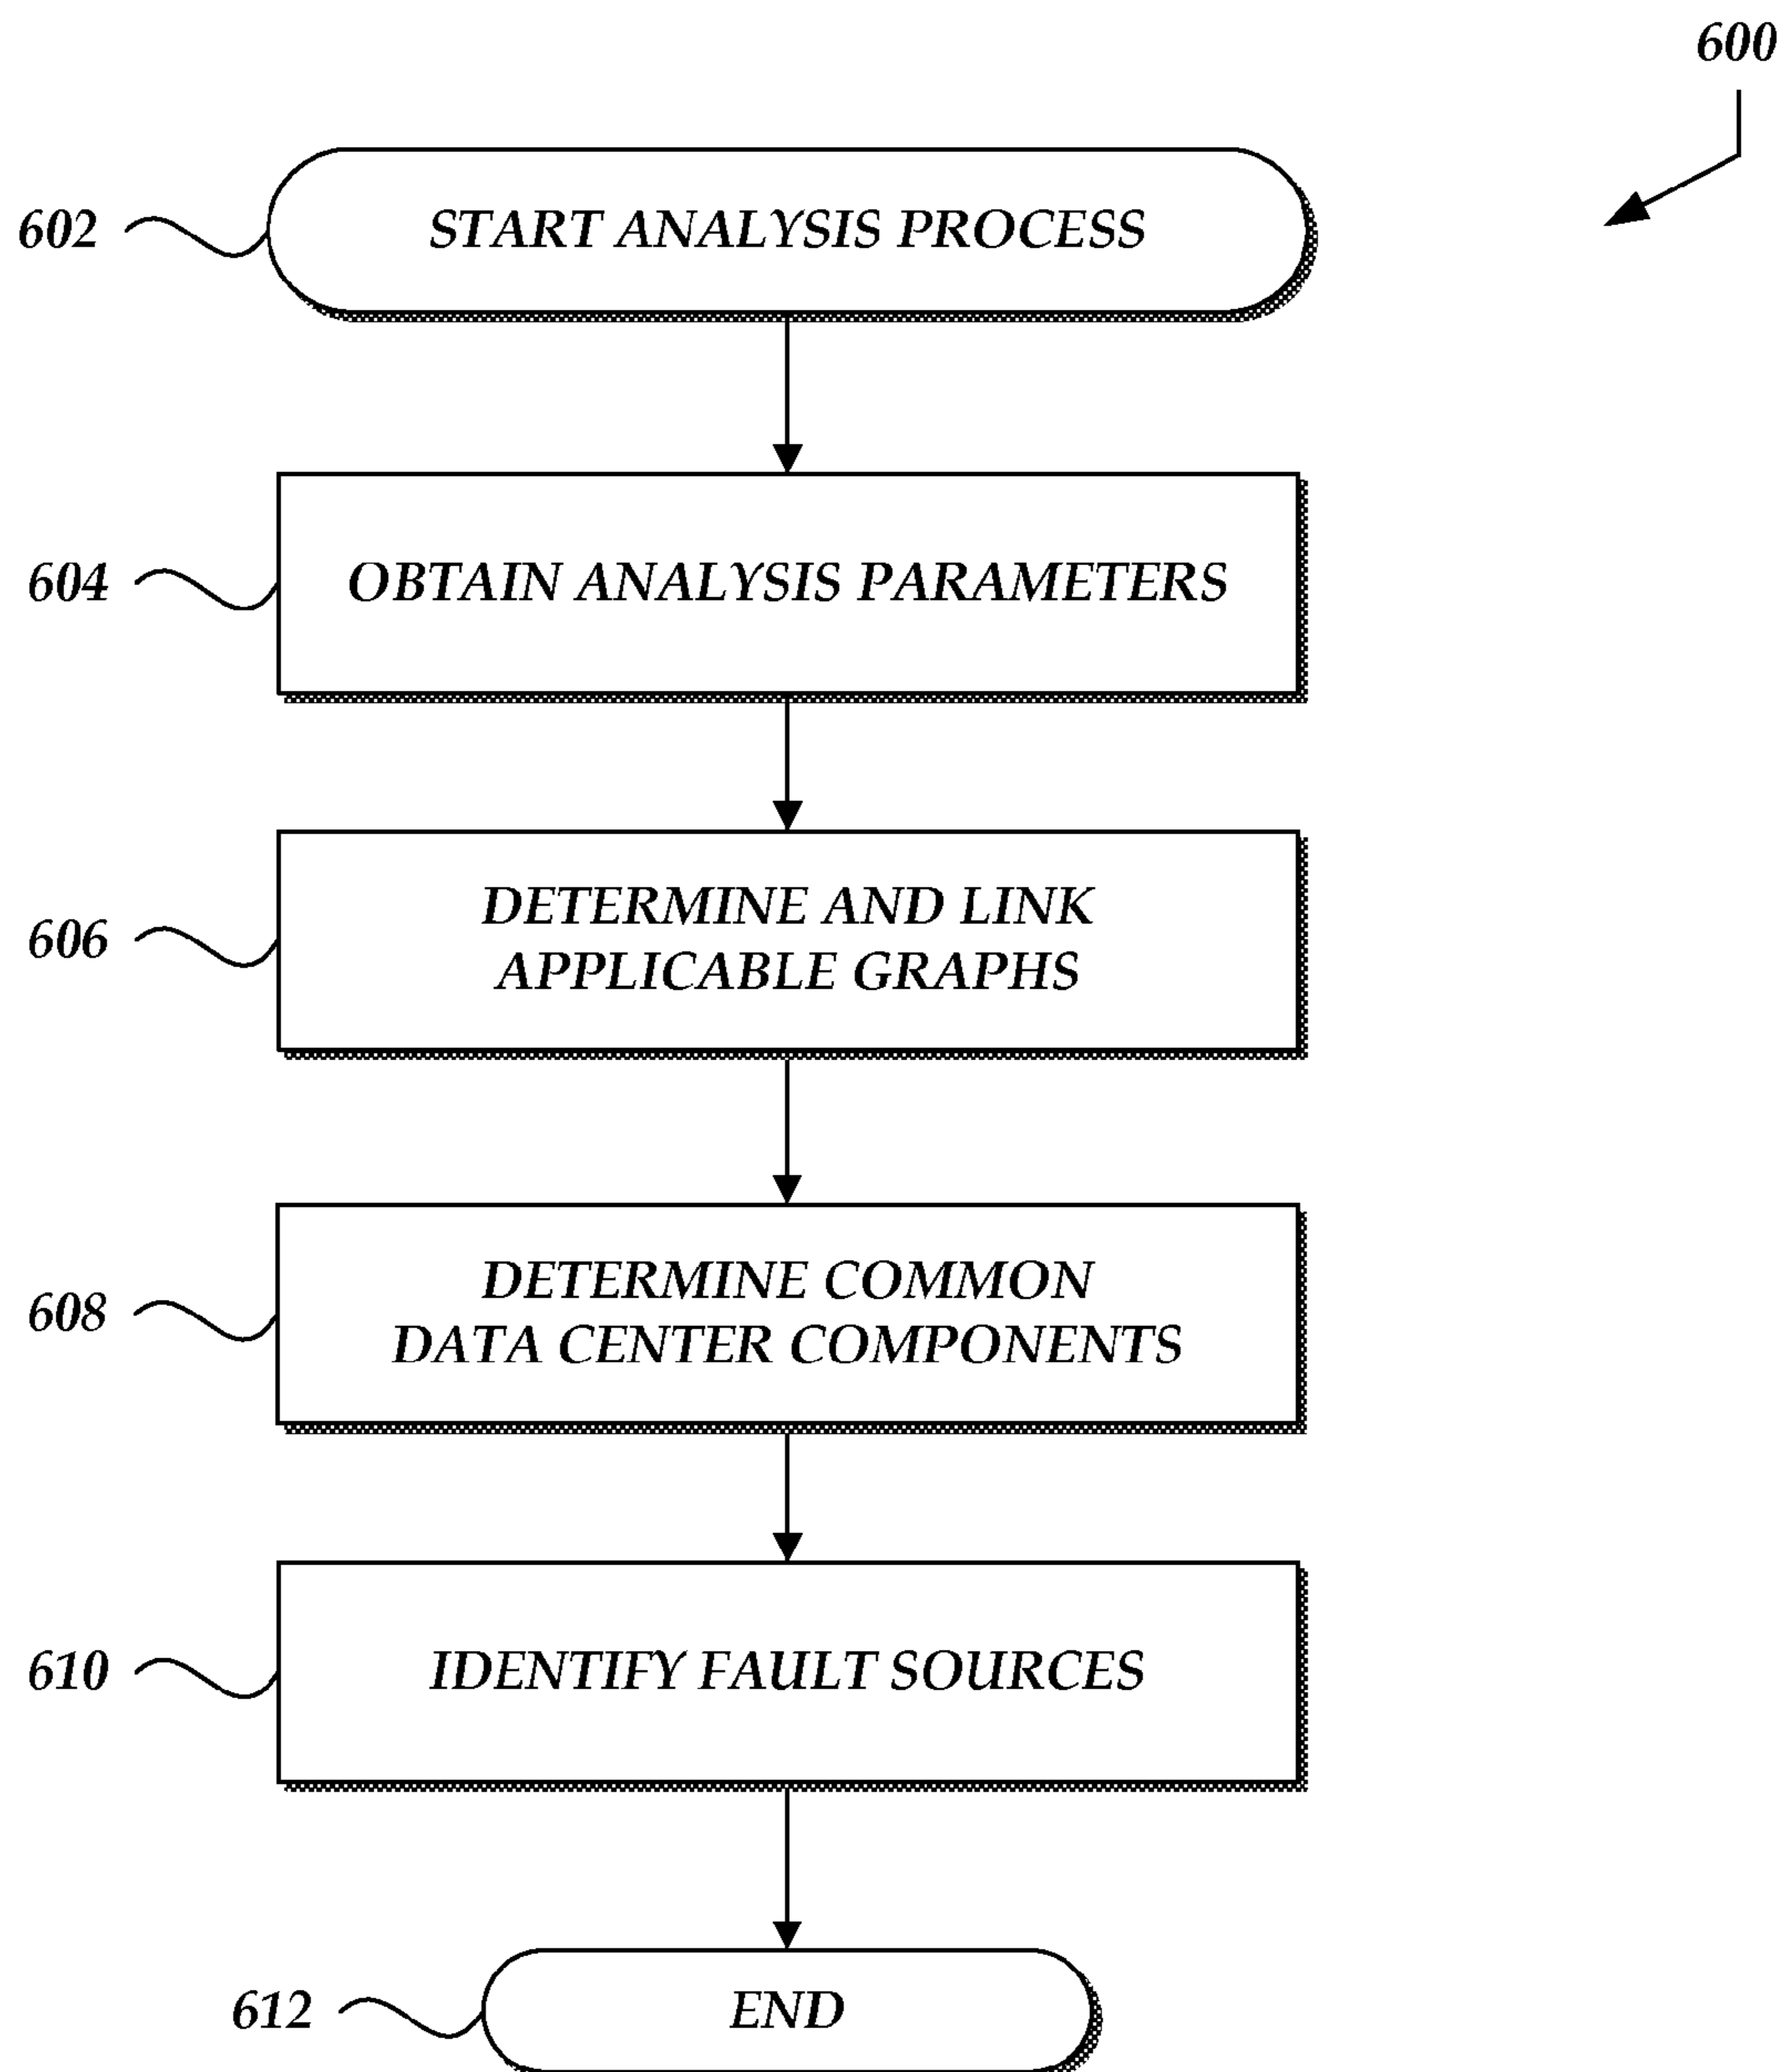 600
602
START ANALYSIS PROCESS
604
OBTAIN ANALYSIS PARAMETERS
606
DETERMINE AND LINK
APPLICABLE GRAPHS
608
DETERMINE COMMON
DATA CENTER COMPONENTS
610
IDENTIFY FAULT SOURCES
612
END